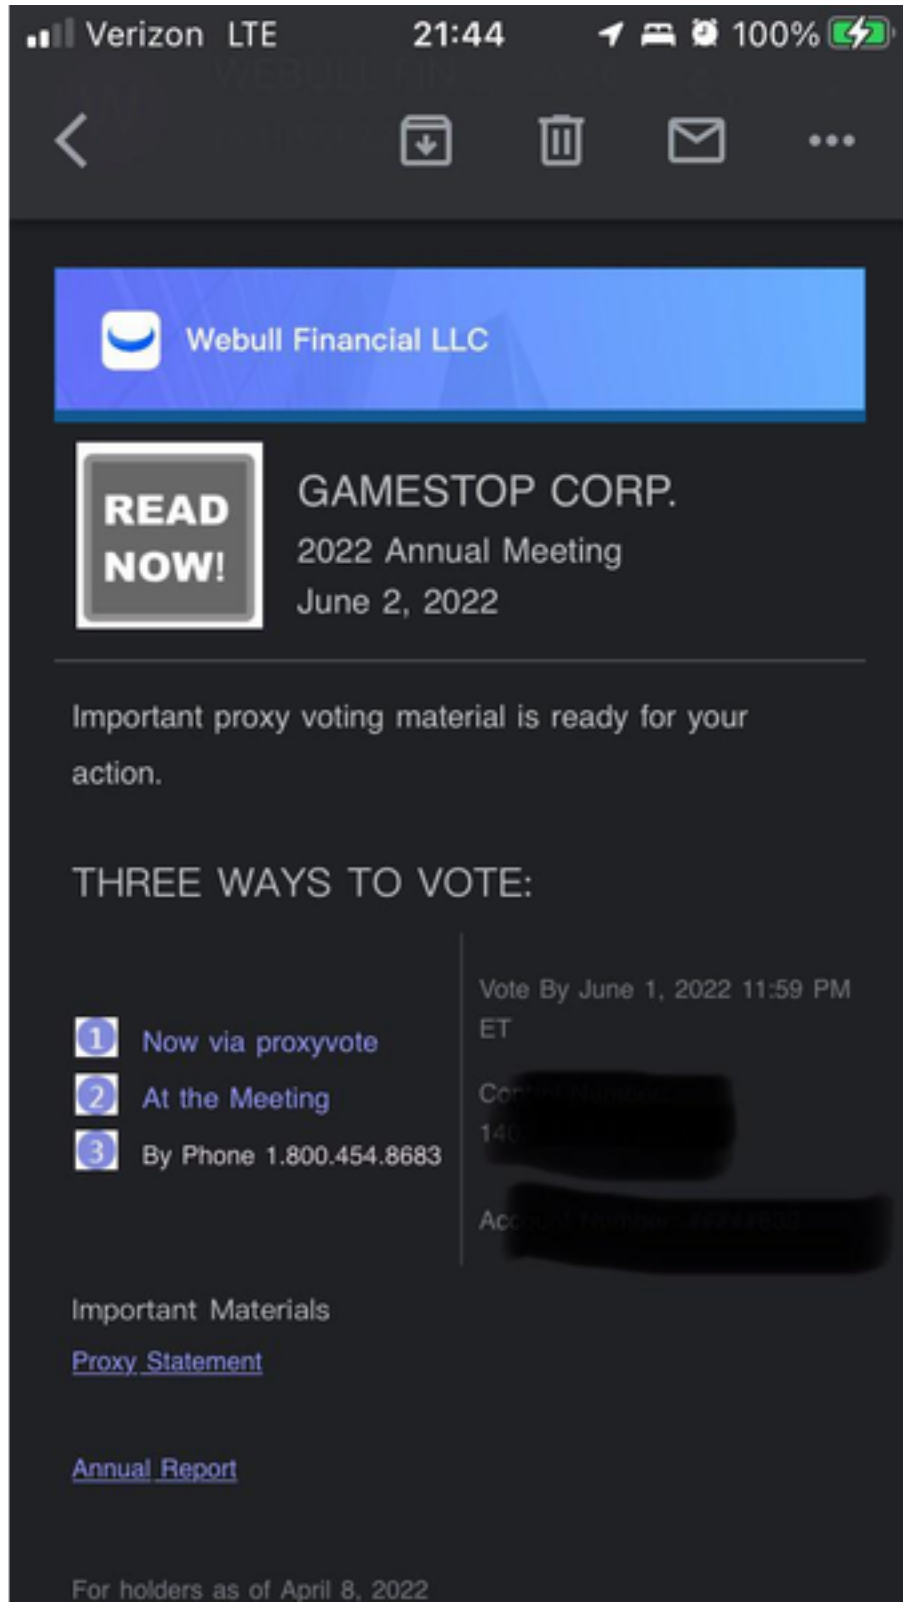 Verizon LTE 21:44 100%
Webull Financial LLC
READ
NOW!
GAMESTOP CORP.
2022 Annual Meeting
June 2, 2022
Important proxy voting material is ready for your
action.
THREE WAYS TO VOTE:
1 Now via proxyvote
2 At the Meeting
3 By Phone 1.800.454.8683
Vote By June 1, 2022 11:59 PM
ET
Important Materials
Proxy Statement
Annual Report
For holders as of April 8, 2022